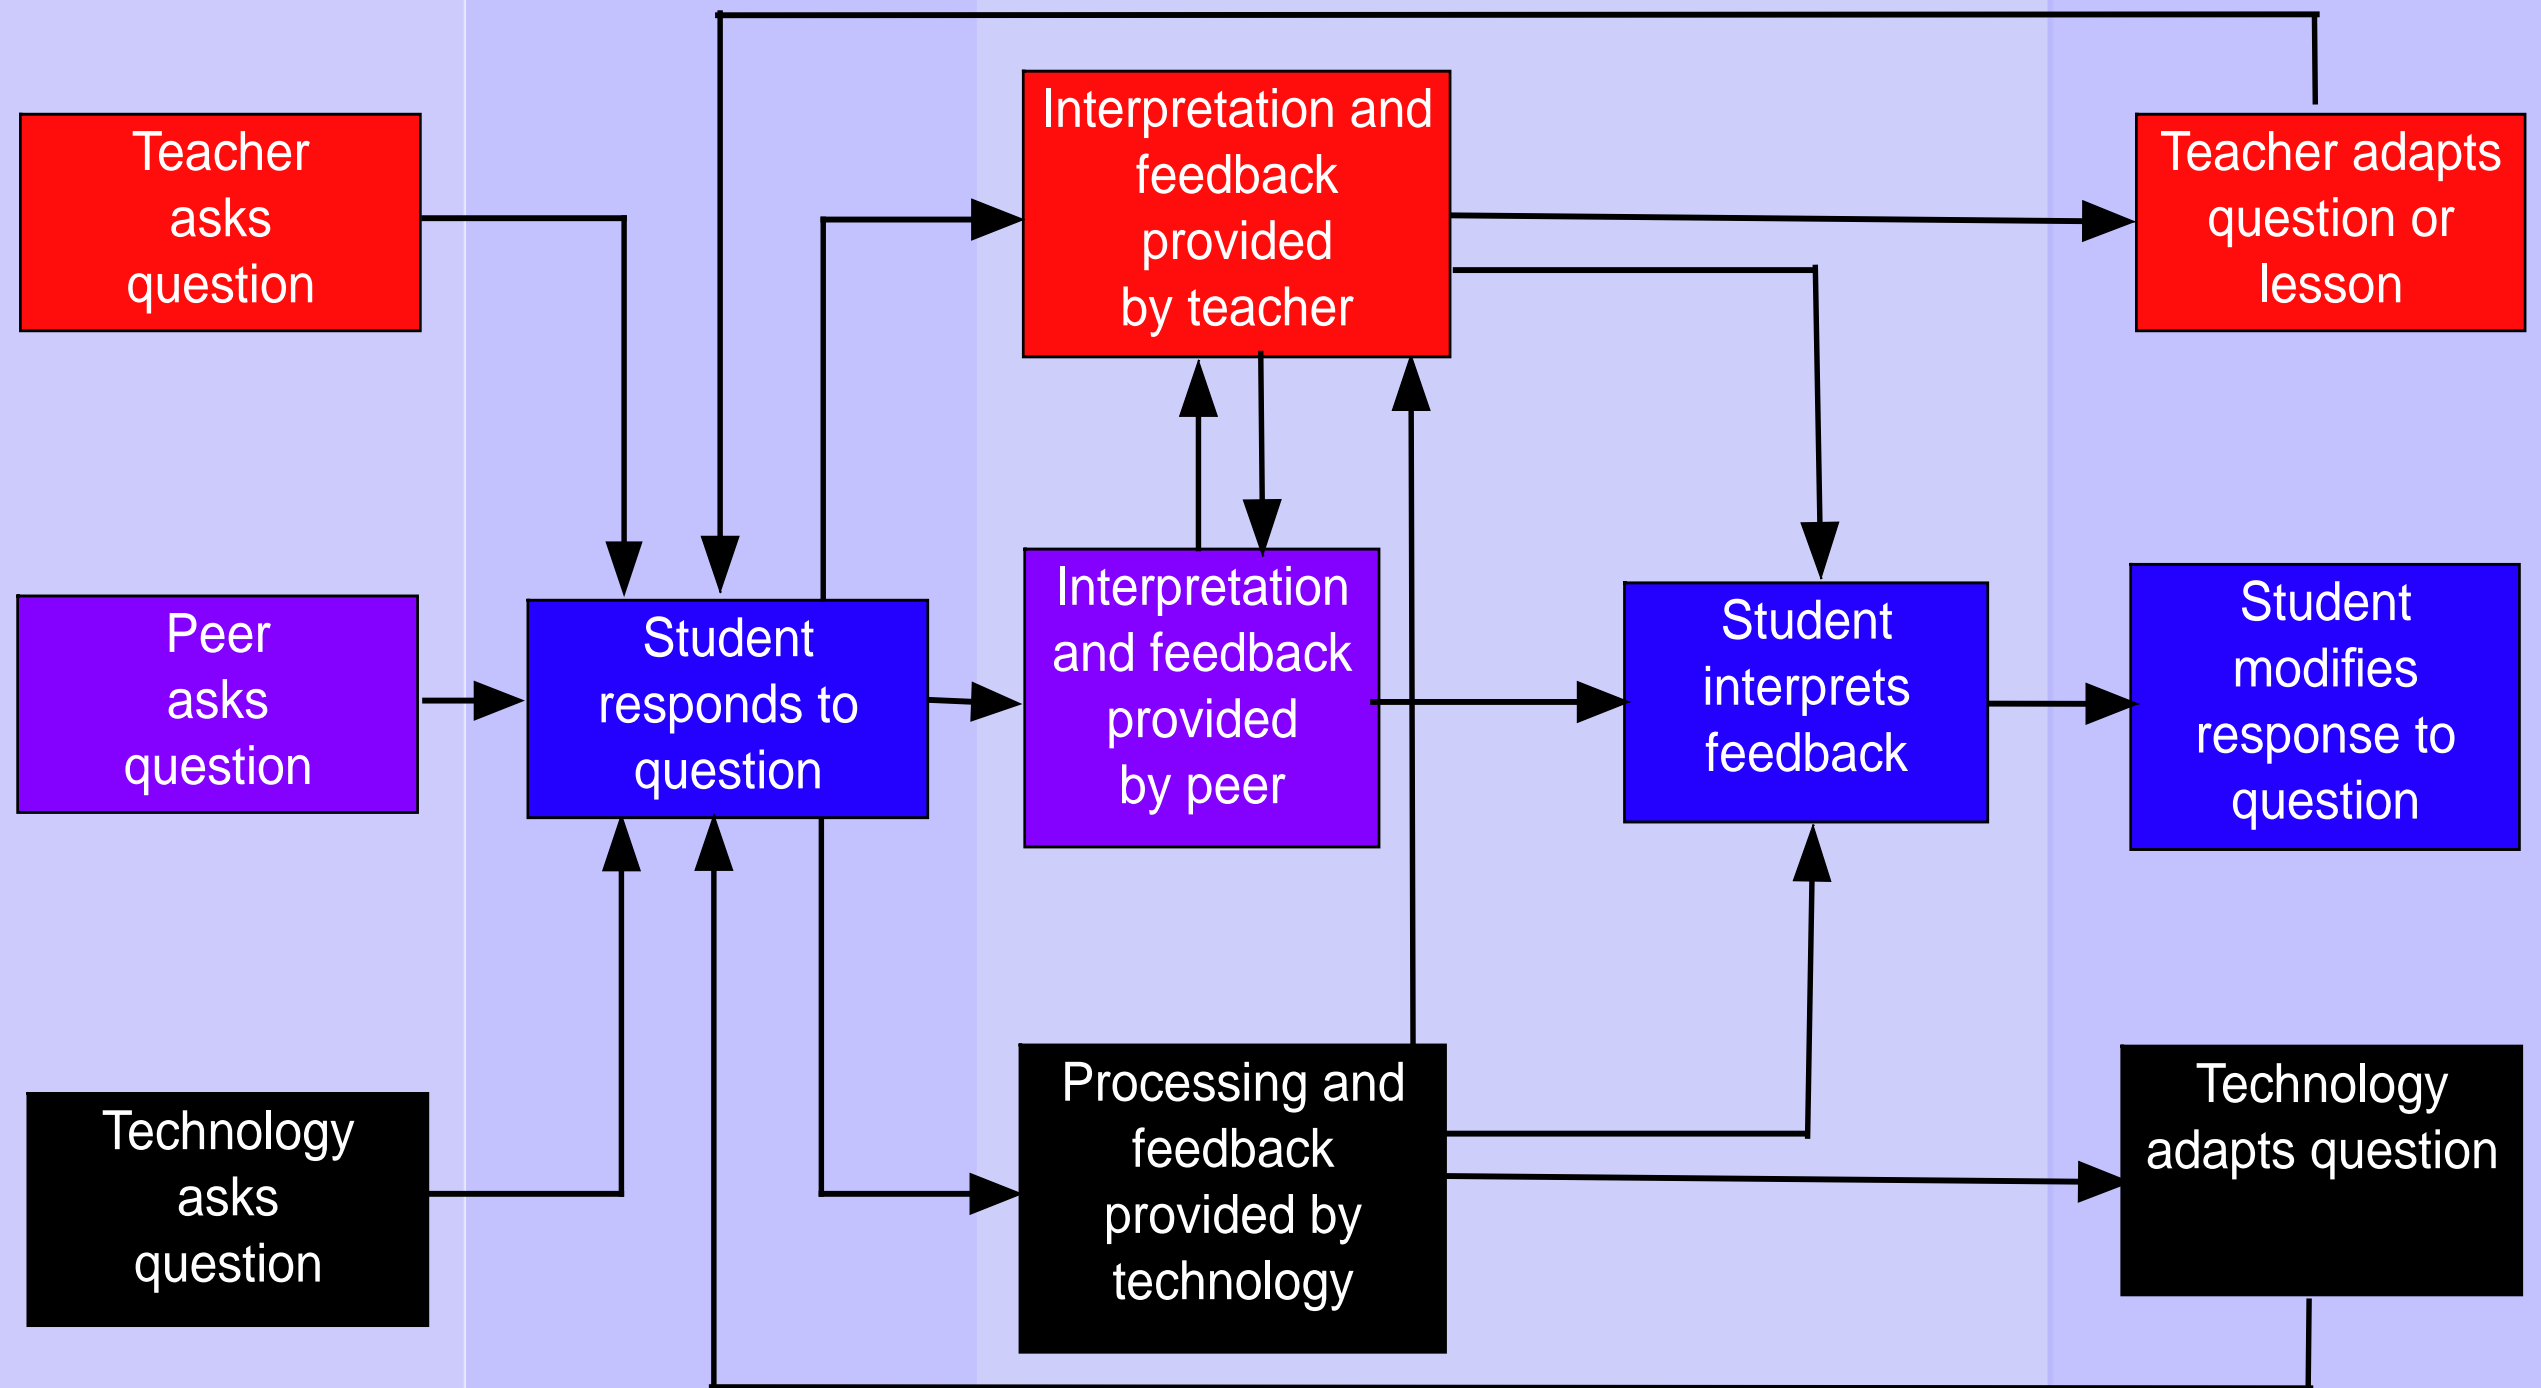 Teacher
asks
question
Peer
asks
question
Technology
asks
question
Student
responds to
question
Interpretation and
feedback
provided
by teacher
Interpretation
and feedback
provided
by peer
Processing and
feedback
provided by
technology
Student
interprets
feedback
Teacher adapts
question or
lesson
Student
modifies
response to
question
Technology
adapts question